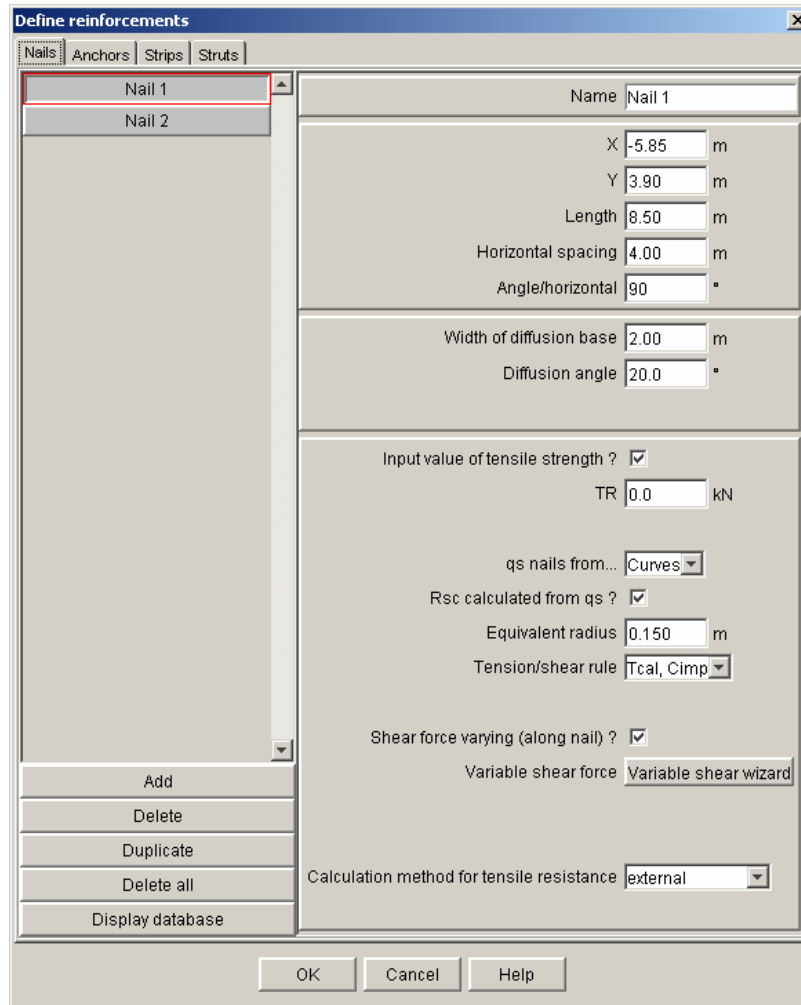 Define reinforcements
Nails Anchors Strips Struts
Nail 1
Nail 2
Add
Delete
Duplicate
Delete all
Display database
Name Nail 1
X -5.85 m
Y 3.90 m
Length 8.50 m
Horizontal spacing 4.00 m
Angle/horizontal 90 °
Width of diffusion base 2.00 m
Diffusion angle 20.0 °
Input value of tensile strength ?
TR 0.0 kN
qs nails from... Curves
Rsc calculated from qs ?
Equivalent radius 0.150 m
Tension/shear rule Tcal, Cimp
Shear force varying (along nail) ?
Variable shear force Variable shear wizard
Calculation method for tensile resistance external
OK Cancel Help